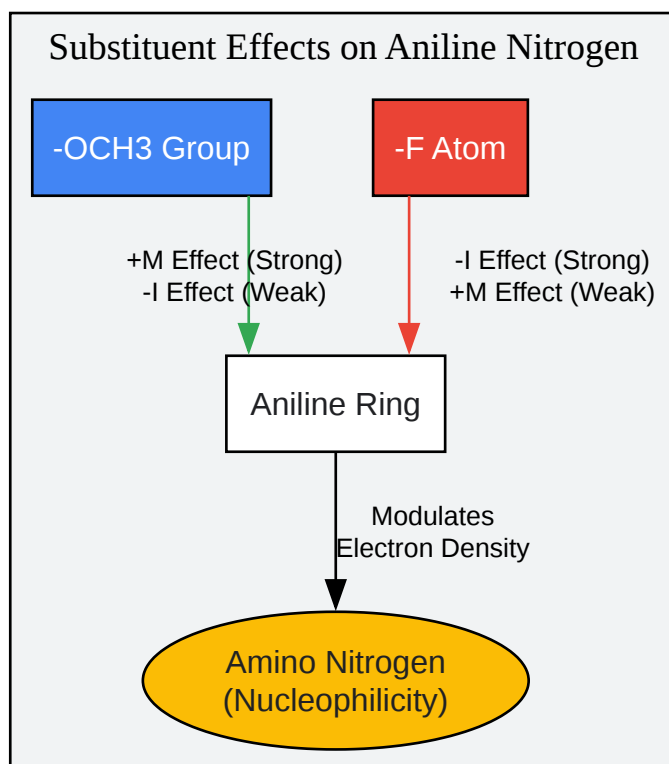 Substituent Effects on Aniline Nitrogen
-OCH3 Group
-F Atom
+M Effect (Strong)
-I Effect (Weak)
-I Effect (Strong)
+M Effect (Weak)
Aniline Ring
Modulates
Electron Density
Amino Nitrogen
(Nucleophilicity)